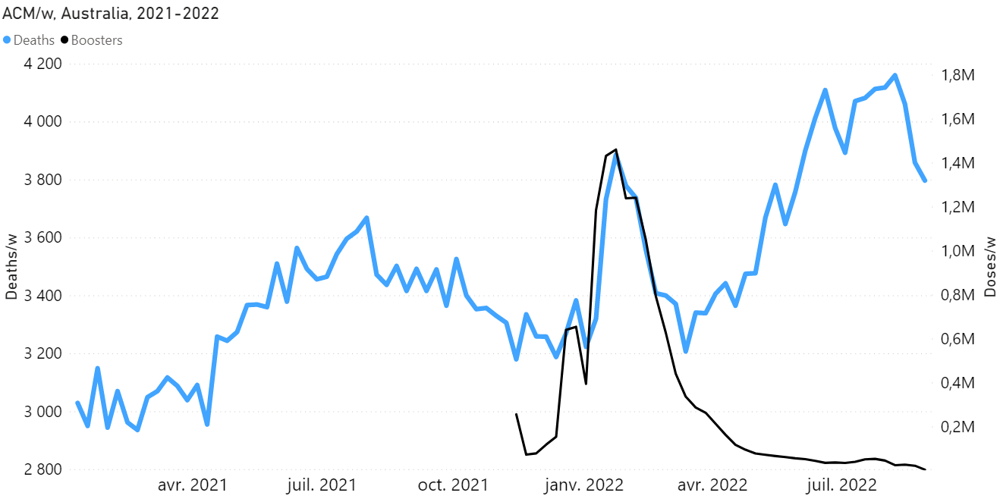 ACM/w, Australia, 2021-2022
Deaths Boosters
4 200
4 000
3 800
3 600
3 400
3 200
3 000
2 800
Deaths/w
1,8M
1,6M
1,4M
1,2M
1,0M
0,8M
0,6M
0,4M
0,2M
Doses/w
avr. 2021 juil. 2021 oct. 2021 janv. 2022 avr. 2022 juil. 2022